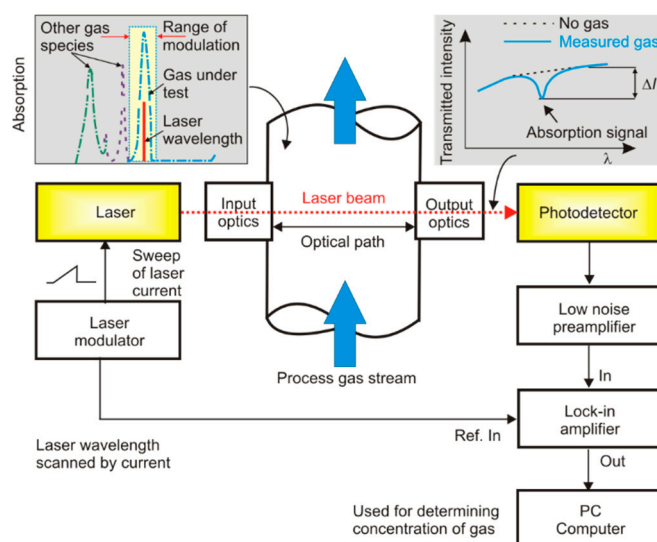 Other gas
species
Range of
modulation
Gas under
test
Laser
wavelength
Absorption
No gas
Measured gas
Transmitted intensity
ΔI
Absorption signal
λ
Laser
Input
optics
Laser beam
Optical path
Output
optics
Photodetector
Sweep
of laser
current
Laser
modulator
Low noise
preamplifier
Process gas stream
In
Lock-in
amplifier
Ref. In
Laser wavelength
scanned by current
Out
Used for determining
concentration of gas
PC
Computer